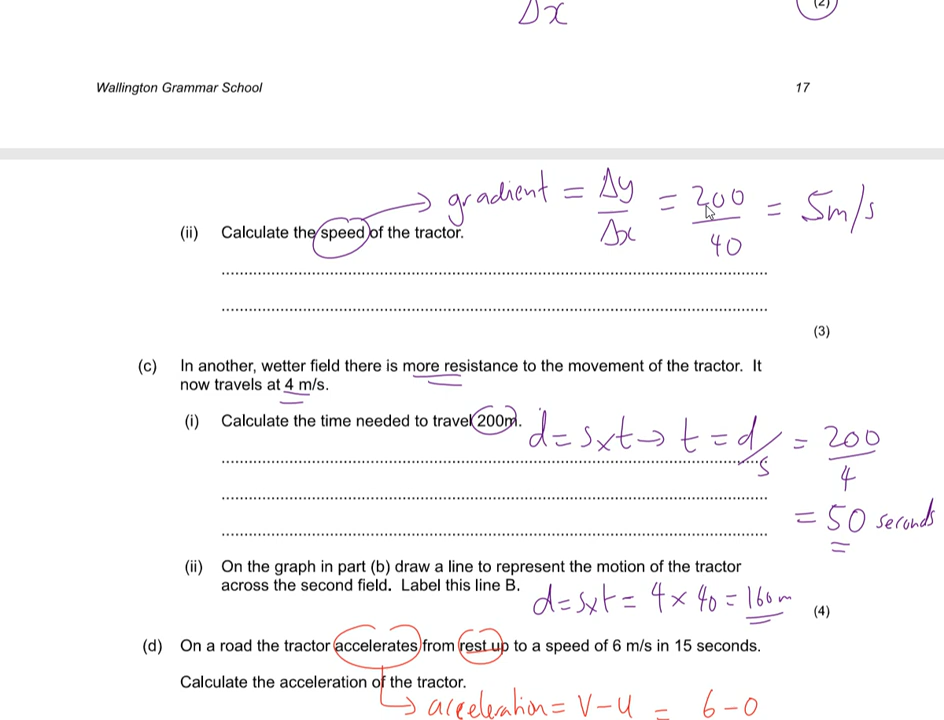 Δx (2)
Wallington Grammar School 17
→ gradient = Δy/Δx = 200/40 = 5m/s
(ii) Calculate the speed of the tractor.
(3)
(c) In another, wetter field there is more resistance to the movement of the tractor. It
now travels at 4 m/s.
(i) Calculate the time needed to travel 200m.
d = s x t → t = d/s = 200/4
= 50 seconds
(ii) On the graph in part (b) draw a line to represent the motion of the tractor
across the second field. Label this line B.
d = s x t = 4 x 40 = 160m
(4)
(d) On a road the tractor accelerates from rest up to a speed of 6 m/s in 15 seconds.
Calculate the acceleration of the tractor.
→ acceleration = V - u = 6 - 0